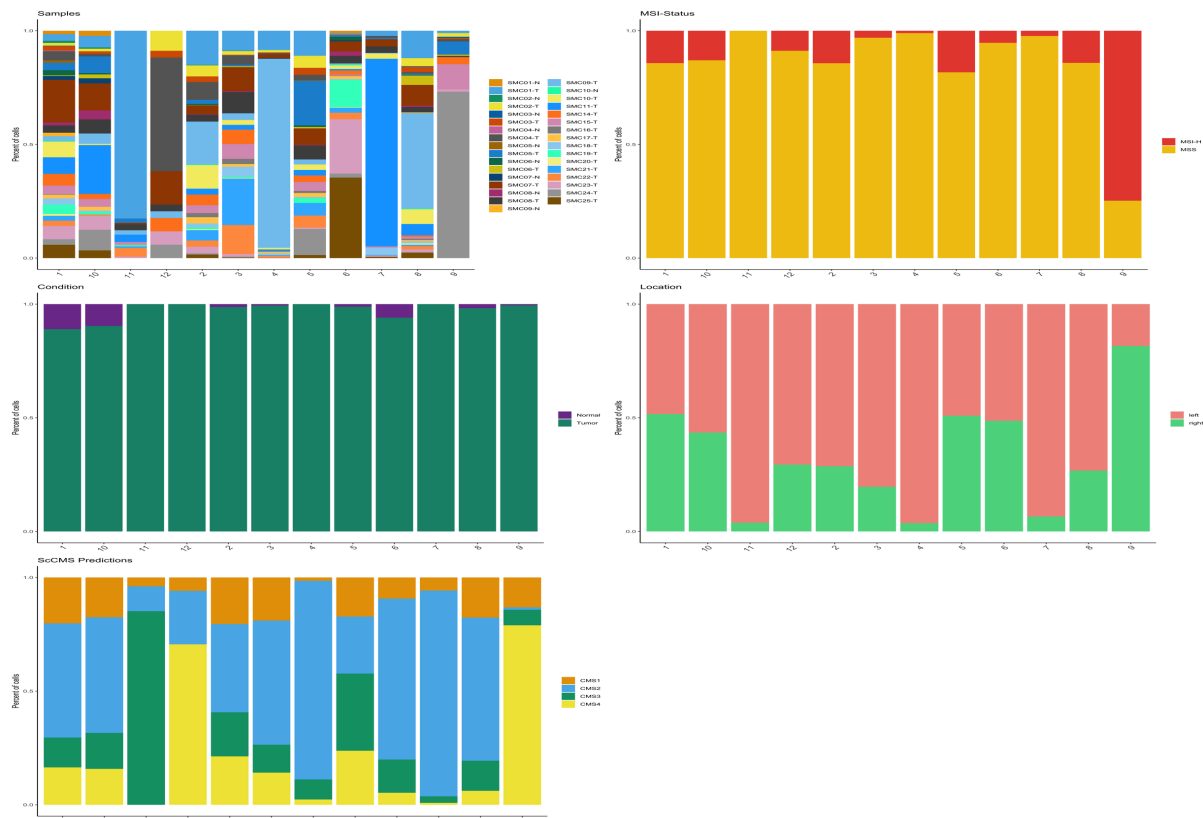 Samples
Percent of cells
1.0
0.5
0.0
1 10 11 12 2 3 4 5 6 7 8 9
SMC01-N SMC09-T
SMC01-T SMC10-N
SMC02-N SMC10-T
SMC02-T SMC11-T
SMC03-N SMC14-T
SMC03-T SMC15-T
SMC04-N SMC16-T
SMC04-T SMC17-T
SMC05-N SMC18-T
SMC05-T SMC19-T
SMC06-N SMC20-T
SMC06-T SMC21-T
SMC07-N SMC22-T
SMC07-T SMC23-T
SMC08-N SMC24-T
SMC08-T SMC25-T
SMC09-N
MSI-Status
Percent of cells
1.0
0.5
0.0
1 10 11 12 2 3 4 5 6 7 8 9
MSI-H
MSS
Condition
Percent of cells
1.0
0.5
0.0
1 10 11 12 2 3 4 5 6 7 8 9
Normal
Tumor
Location
Percent of cells
1.0
0.5
0.0
1 10 11 12 2 3 4 5 6 7 8 9
left
right
ScCMS Predictions
Percent of cells
1.0
0.5
0.0
CMS1
CMS2
CMS3
CMS4